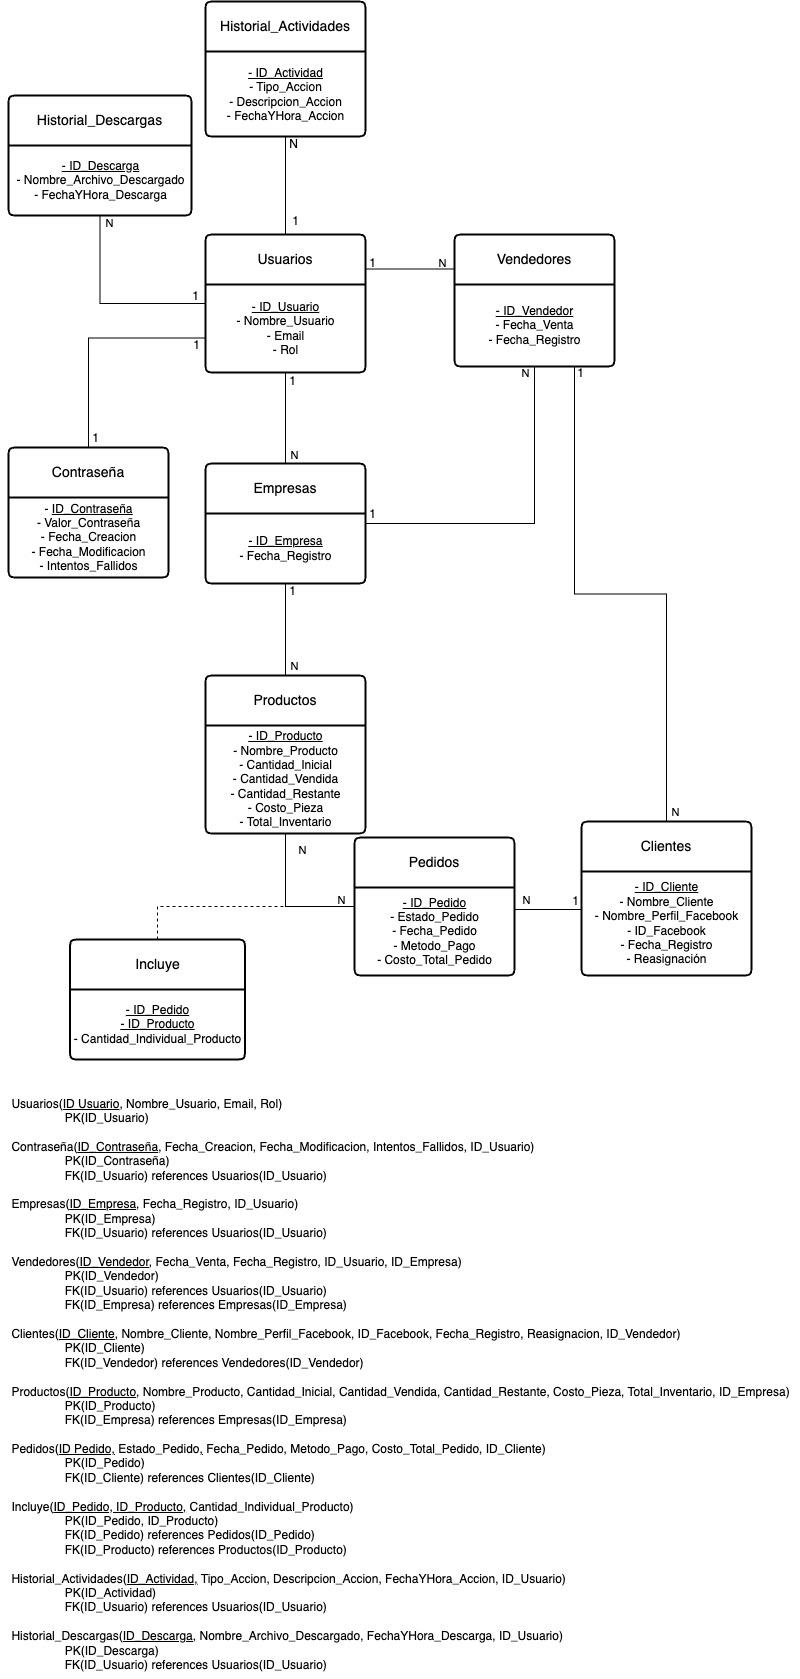 Historial_Actividades
- ID_Actividad
- Tipo_Accion
- Descripcion_Accion
- FechaYHora_Accion
N
1
Historial_Descargas
- ID_Descarga
- Nombre_Archivo_Descargado
- FechaYHora_Descarga
N
1
Usuarios
- ID_Usuario
- Nombre_Usuario
- Email
- Rol
1
N
1
1
1
N
Vendedores
- ID_Vendedor
- Fecha_Venta
- Fecha_Registro
N
1
Contraseña
- ID_Contraseña
- Valor_Contraseña
- Fecha_Creacion
- Fecha_Modificacion
- Intentos_Fallidos
Empresas
- ID_Empresa
- Fecha_Registro
1
1
N
Productos
- ID_Producto
- Nombre_Producto
- Cantidad_Inicial
- Cantidad_Vendida
- Cantidad_Restante
- Costo_Pieza
- Total_Inventario
N
N
Pedidos
- ID_Pedido
- Estado_Pedido
- Fecha_Pedido
- Metodo_Pago
- Costo_Total_Pedido
N
1
N
Clientes
- ID_Cliente
- Nombre_Cliente
- Nombre_Perfil_Facebook
- ID_Facebook
- Fecha_Registro
- Reasignación
Incluye
- ID_Pedido
- ID_Producto
- Cantidad_Individual_Producto
Usuarios(ID Usuario, Nombre_Usuario, Email, Rol)
PK(ID_Usuario)
Contraseña(ID_Contraseña, Fecha_Creacion, Fecha_Modificacion, Intentos_Fallidos, ID_Usuario)
PK(ID_Contraseña)
FK(ID_Usuario) references Usuarios(ID_Usuario)
Empresas(ID_Empresa, Fecha_Registro, ID_Usuario)
PK(ID_Empresa)
FK(ID_Usuario) references Usuarios(ID_Usuario)
Vendedores(ID_Vendedor, Fecha_Venta, Fecha_Registro, ID_Usuario, ID_Empresa)
PK(ID_Vendedor)
FK(ID_Usuario) references Usuarios(ID_Usuario)
FK(ID_Empresa) references Empresas(ID_Empresa)
Clientes(ID_Cliente, Nombre_Cliente, Nombre_Perfil_Facebook, ID_Facebook, Fecha_Registro, Reasignacion, ID_Vendedor)
PK(ID_Cliente)
FK(ID_Vendedor) references Vendedores(ID_Vendedor)
Productos(ID_Producto, Nombre_Producto, Cantidad_Inicial, Cantidad_Vendida, Cantidad_Restante, Costo_Pieza, Total_Inventario, ID_Empresa)
PK(ID_Producto)
FK(ID_Empresa) references Empresas(ID_Empresa)
Pedidos(ID Pedido, Estado_Pedido, Fecha_Pedido, Metodo_Pago, Costo_Total_Pedido, ID_Cliente)
PK(ID_Pedido)
FK(ID_Cliente) references Clientes(ID_Cliente)
Incluye(ID_Pedido, ID_Producto, Cantidad_Individual_Producto)
PK(ID_Pedido, ID_Producto)
FK(ID_Pedido) references Pedidos(ID_Pedido)
FK(ID_Producto) references Productos(ID_Producto)
Historial_Actividades(ID_Actividad, Tipo_Accion, Descripcion_Accion, FechaYHora_Accion, ID_Usuario)
PK(ID_Actividad)
FK(ID_Usuario) references Usuarios(ID_Usuario)
Historial_Descargas(ID_Descarga, Nombre_Archivo_Descargado, FechaYHora_Descarga, ID_Usuario)
PK(ID_Descarga)
FK(ID_Usuario) references Usuarios(ID_Usuario)